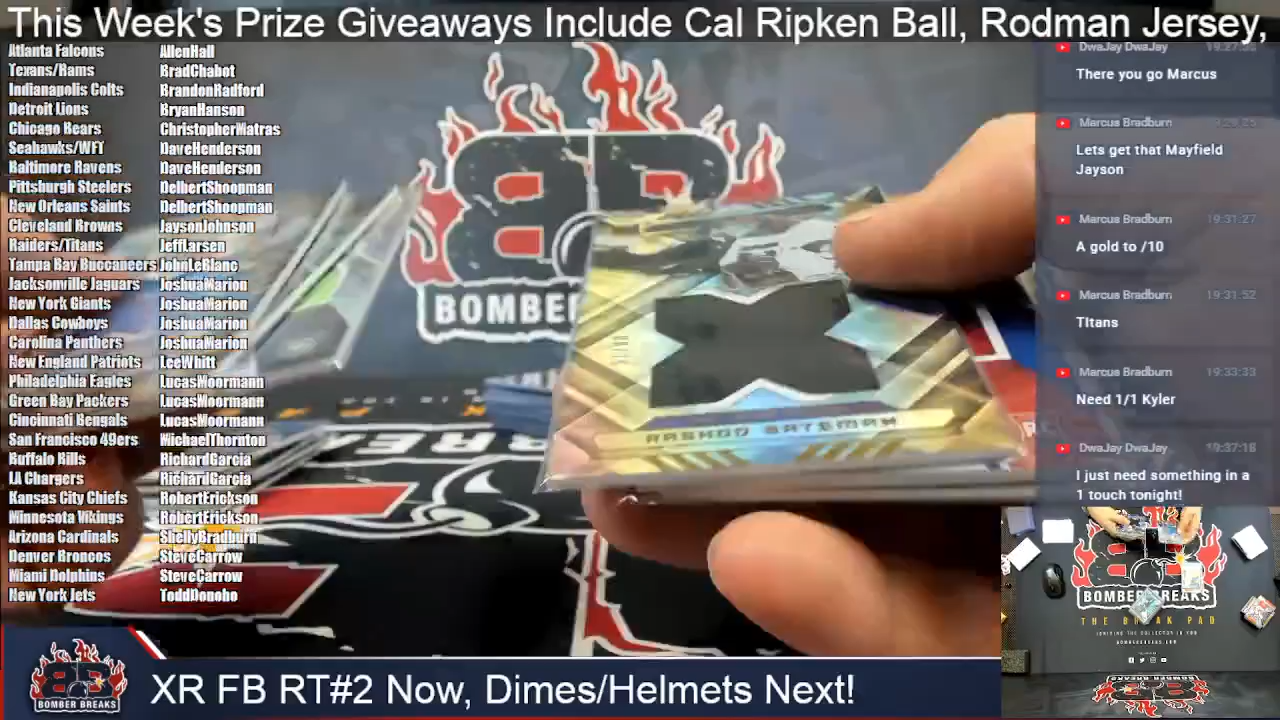 This Week's Prize Giveaways Include Cal Ripken Ball, Rodman Jersey,
Atlanta Falcons AllenHall
Texans/Rams BradChabot
Indianapolis Colts BrandonRadford
Detroit Lions BryanHanson
Chicago Bears ChristopherMatras
Seahawks/WFT DaveHenderson
Baltimore Ravens DaveHenderson
Pittsburgh Steelers DelbertShoopman
New Orleans Saints DelbertShoopman
Cleveland Browns JaysonJohnson
Raiders/Titans JeffLarsen
Tampa Bay Buccaneers JohnLeBlanc
Jacksonville Jaguars JoshuaMarion
New York Giants JoshuaMarion
Dallas Cowboys JoshuaMarion
Carolina Panthers JoshuaMarion
New England Patriots LeeWhitt
Philadelphia Eagles LucasMoormann
Green Bay Packers LucasMoormann
Cincinnati Bengals LucasMoormann
San Francisco 49ers MichaelThornton
Buffalo Bills RichardGarcia
LA Chargers RichardGarcia
Kansas City Chiefs RobertErickson
Minnesota Vikings RobertErickson
Arizona Cardinals ShellyBradburn
Denver Broncos SteveCarrow
Miami Dolphins SteveCarrow
New York Jets ToddDonoho
BOMBE
RASHOD BATEMAN
DwaJay DwaJay
There you go Marcus
Marcus Bradburn
Lets get that Mayfield
Jayson
Marcus Bradburn 19:31:27
A gold to /10
Marcus Bradburn 19:31:52
TItans
Marcus Bradburn 19:33:33
Need 1/1 Kyler
DwaJay DwaJay 19:37:18
I just need something in a
1 touch tonight!
BOMBER BREAKS
THE BREAK PAD
BOMBER BREAKS
XR FB RT#2 Now, Dimes/Helmets Next!